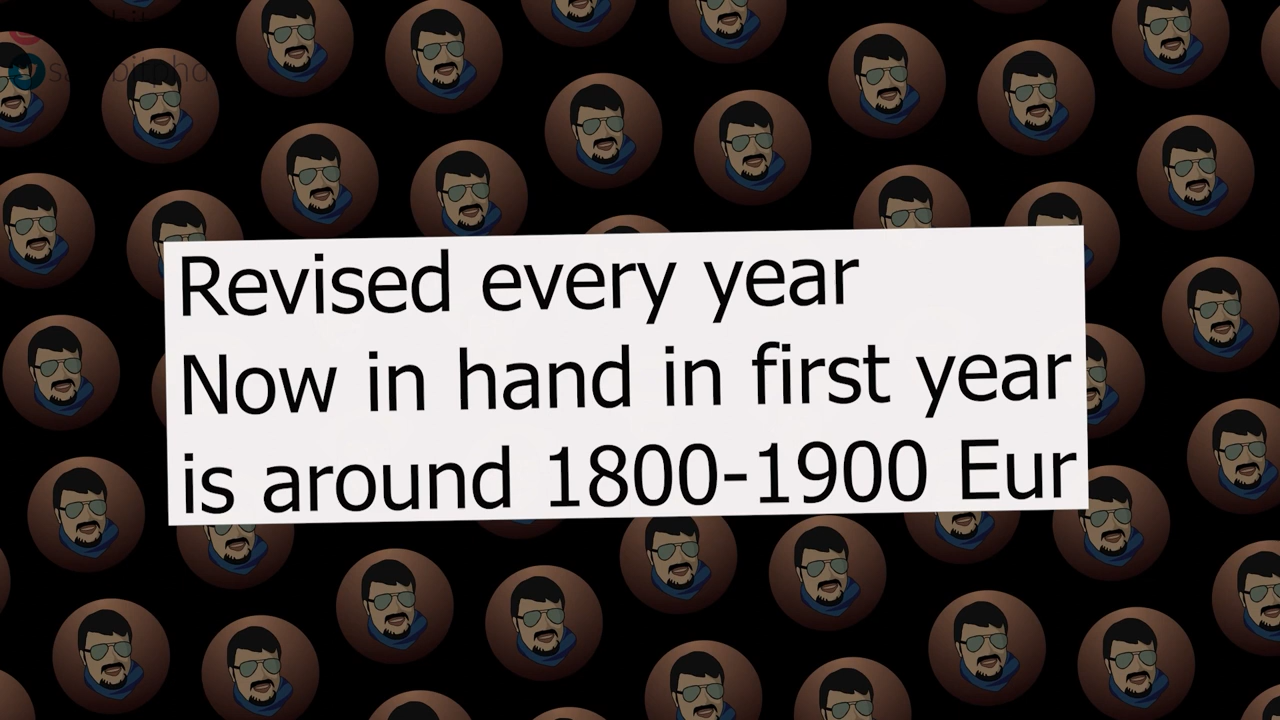 Revised every year
Now in hand in first year
is around 1800-1900 Eur